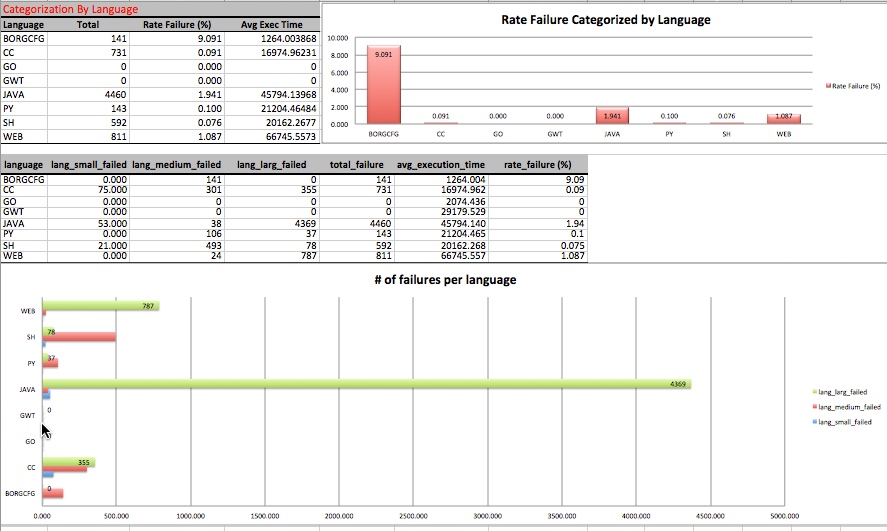 Categorization By Language
Language Total Rate Failure (%) Avg Exec Time
BORGCFG 141 9.091 1264.003868
CC 731 0.091 16974.96231
GO 0 0.000 0
GWT 0 0.000 0
JAVA 4460 1.941 45794.13968
PY 143 0.100 21204.46484
SH 592 0.076 20162.2677
WEB 811 1.087 66745.5573
Rate Failure Categorized by Language
10.000
8.000
6.000
4.000
2.000
0.000
9.091 0.091 0.000 0.000 1.941 0.100 0.076 1.087
BORGCFG CC GO GWT JAVA PY SH WEB
Rate Failure (%)
language lang_small_failed lang_medium_failed lang_larg_failed total_failure avg_execution_time rate_failure (%)
BORGCFG 0.000 141 0 141 1264.004 9.09
CC 75.000 301 355 731 16974.962 0.09
GO 0.000 0 0 0 2074.436 0
GWT 0.000 0 0 0 29179.529 0
JAVA 53.000 38 4369 4460 45794.140 1.94
PY 0.000 106 37 143 21204.465 0.1
SH 21.000 493 78 592 20162.268 0.075
WEB 0.000 24 787 811 66745.557 1.087
# of failures per language
WEB 787
SH 78
PY 37
JAVA 4369
GWT 0
GO
CC 355
BORGCFG 0
0.000 500.000 1000.000 1500.000 2000.000 2500.000 3000.000 3500.000 4000.000 4500.000 5000.000
lang_larg_failed
lang_medium_failed
lang_small_failed